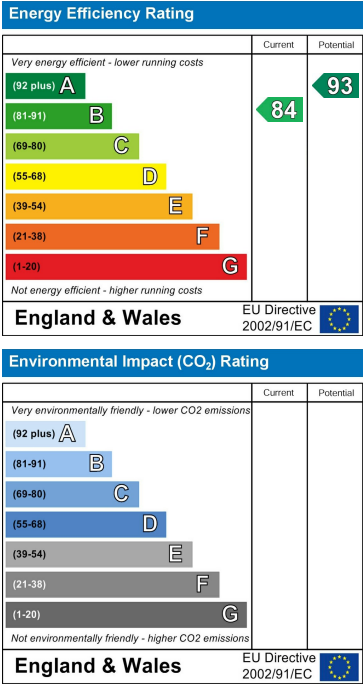 Energy Efficiency Rating
Current Potential
Very energy efficient - lower running costs
(92 plus) A
93
(81-91) B
84
(69-80) C
(55-68) D
(39-54) E
(21-38) F
(1-20) G
Not energy efficient - higher running costs
England & Wales
EU Directive
2002/91/EC
Environmental Impact (CO₂) Rating
Current Potential
Very environmentally friendly - lower CO2 emissions
(92 plus) A
(81-91) B
(69-80) C
(55-68) D
(39-54) E
(21-38) F
(1-20) G
Not environmentally friendly - higher CO2 emissions
England & Wales
EU Directive
2002/91/EC